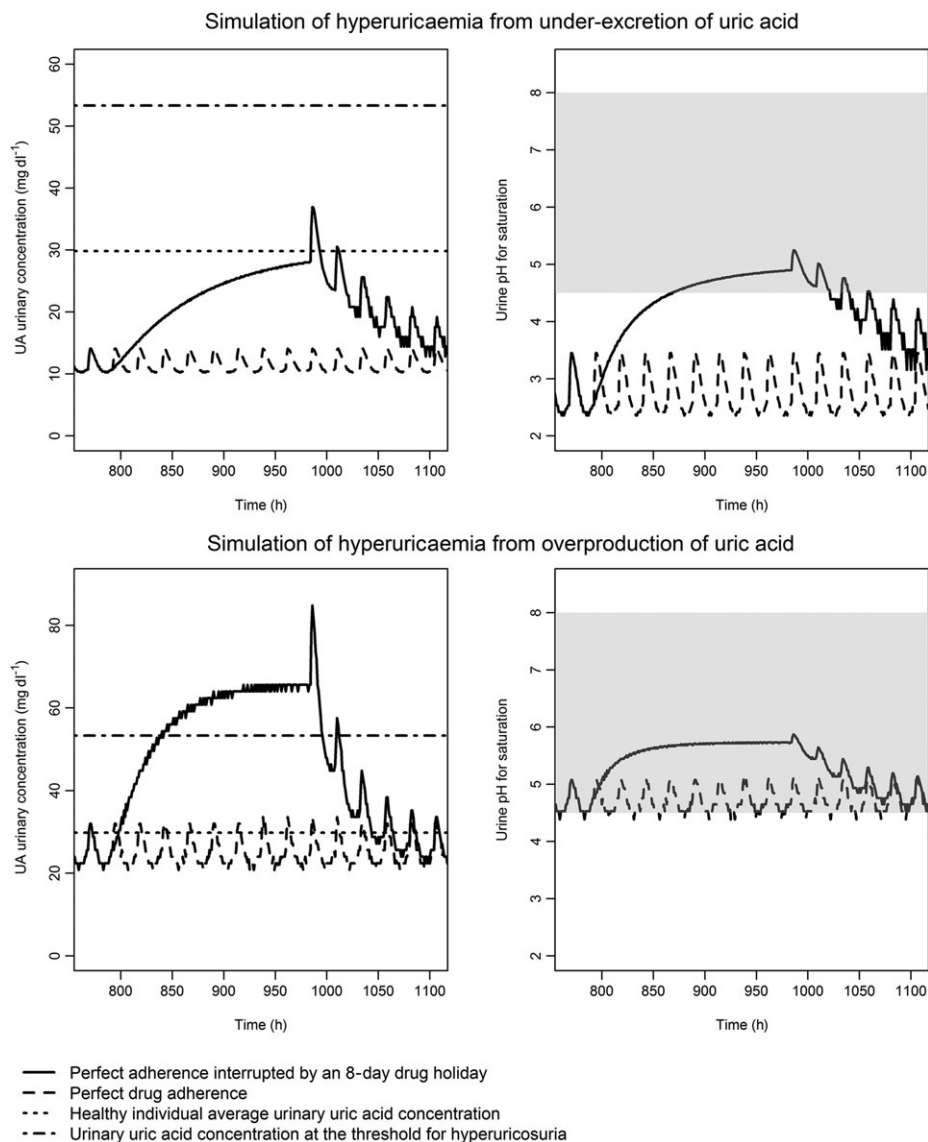 Simulation of hyperuricaemia from under-excretion of uric acid
UA urinary concentration (mg dl⁻¹)
60
50
40
30
20
10
0
800 850 900 950 1000 1050 1100
Time (h)
Urine pH for saturation
8
7
6
5
4
3
2
800 850 900 950 1000 1050 1100
Time (h)
Simulation of hyperuricaemia from overproduction of uric acid
UA urinary concentration (mg dl⁻¹)
80
60
40
20
0
800 850 900 950 1000 1050 1100
Time (h)
Urine pH for saturation
8
7
6
5
4
3
2
800 850 900 950 1000 1050 1100
Time (h)
Perfect adherence interrupted by an 8-day drug holiday
Perfect drug adherence
Healthy individual average urinary uric acid concentration
Urinary uric acid concentration at the threshold for hyperuricosuria